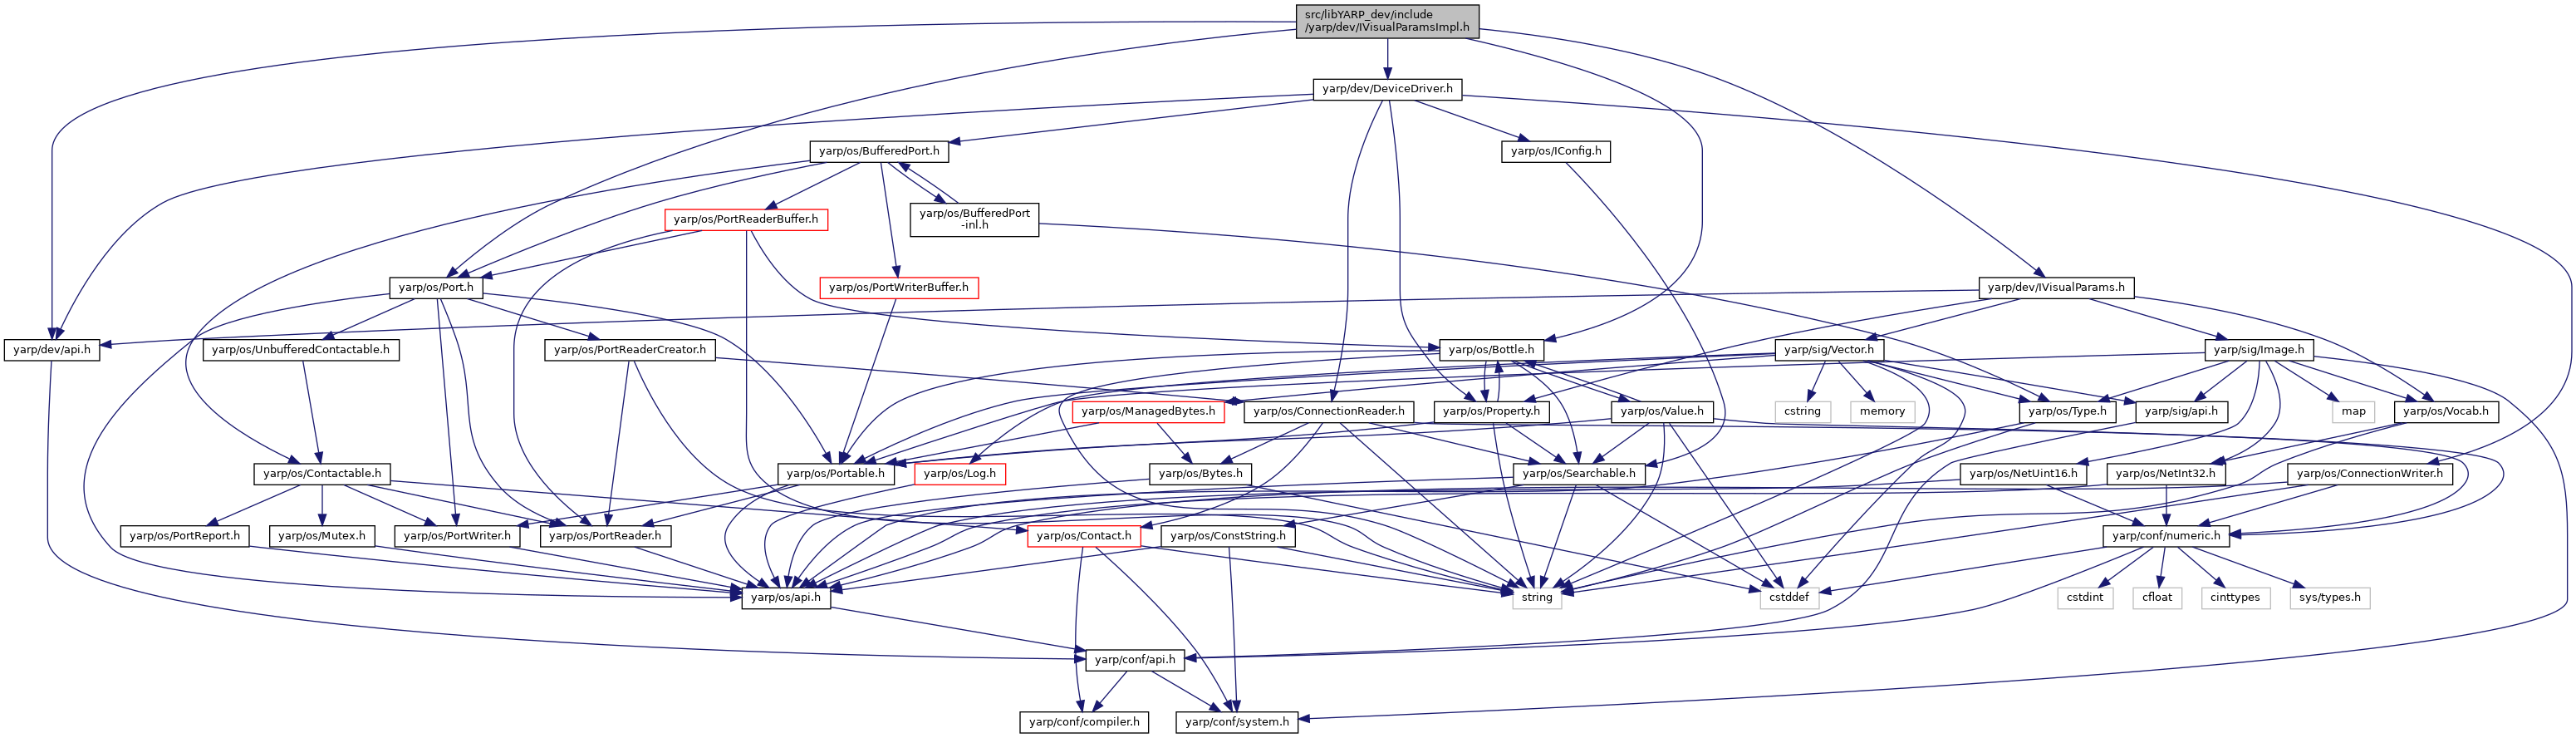 src/libYARP_dev/include
/yarp/dev/IVisualParamsImpl.h
yarp/dev/DeviceDriver.h
yarp/os/BufferedPort.h
yarp/os/IConfig.h
yarp/os/PortReaderBuffer.h
yarp/os/BufferedPort
-inl.h
yarp/os/Port.h
yarp/os/PortWriterBuffer.h
yarp/dev/IVisualParams.h
yarp/dev/api.h
yarp/os/UnbufferedContactable.h
yarp/os/PortReaderCreator.h
yarp/os/Bottle.h
yarp/sig/Vector.h
yarp/sig/Image.h
yarp/os/ManagedBytes.h
yarp/os/ConnectionReader.h
yarp/os/Property.h
yarp/os/Value.h
cstring
memory
yarp/os/Type.h
yarp/sig/api.h
map
yarp/os/Vocab.h
yarp/os/Contactable.h
yarp/os/Portable.h
yarp/os/Log.h
yarp/os/Bytes.h
yarp/os/Searchable.h
yarp/os/NetUint16.h
yarp/os/NetInt32.h
yarp/os/ConnectionWriter.h
yarp/os/PortReport.h
yarp/os/Mutex.h
yarp/os/PortWriter.h
yarp/os/PortReader.h
yarp/os/Contact.h
yarp/os/ConstString.h
yarp/conf/numeric.h
yarp/os/api.h
string
cstddef
cstdint
cfloat
cinttypes
sys/types.h
yarp/conf/api.h
yarp/conf/compiler.h
yarp/conf/system.h